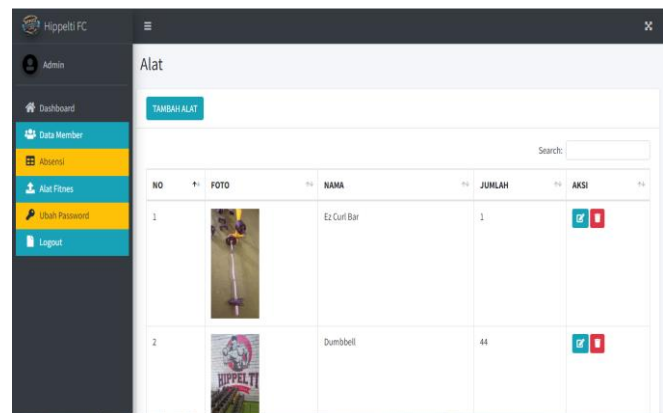 Hippelti FC
Admin
Dashboard
Data Member
Absensi
Alat Fitnes
Ubah Password
Logout
Alat
TAMBAH ALAT
Search:
NO FOTO NAMA JUMLAH AKSI
1 Ez Curl Bar 1
2 Dumbbell 44
HIPPELTI